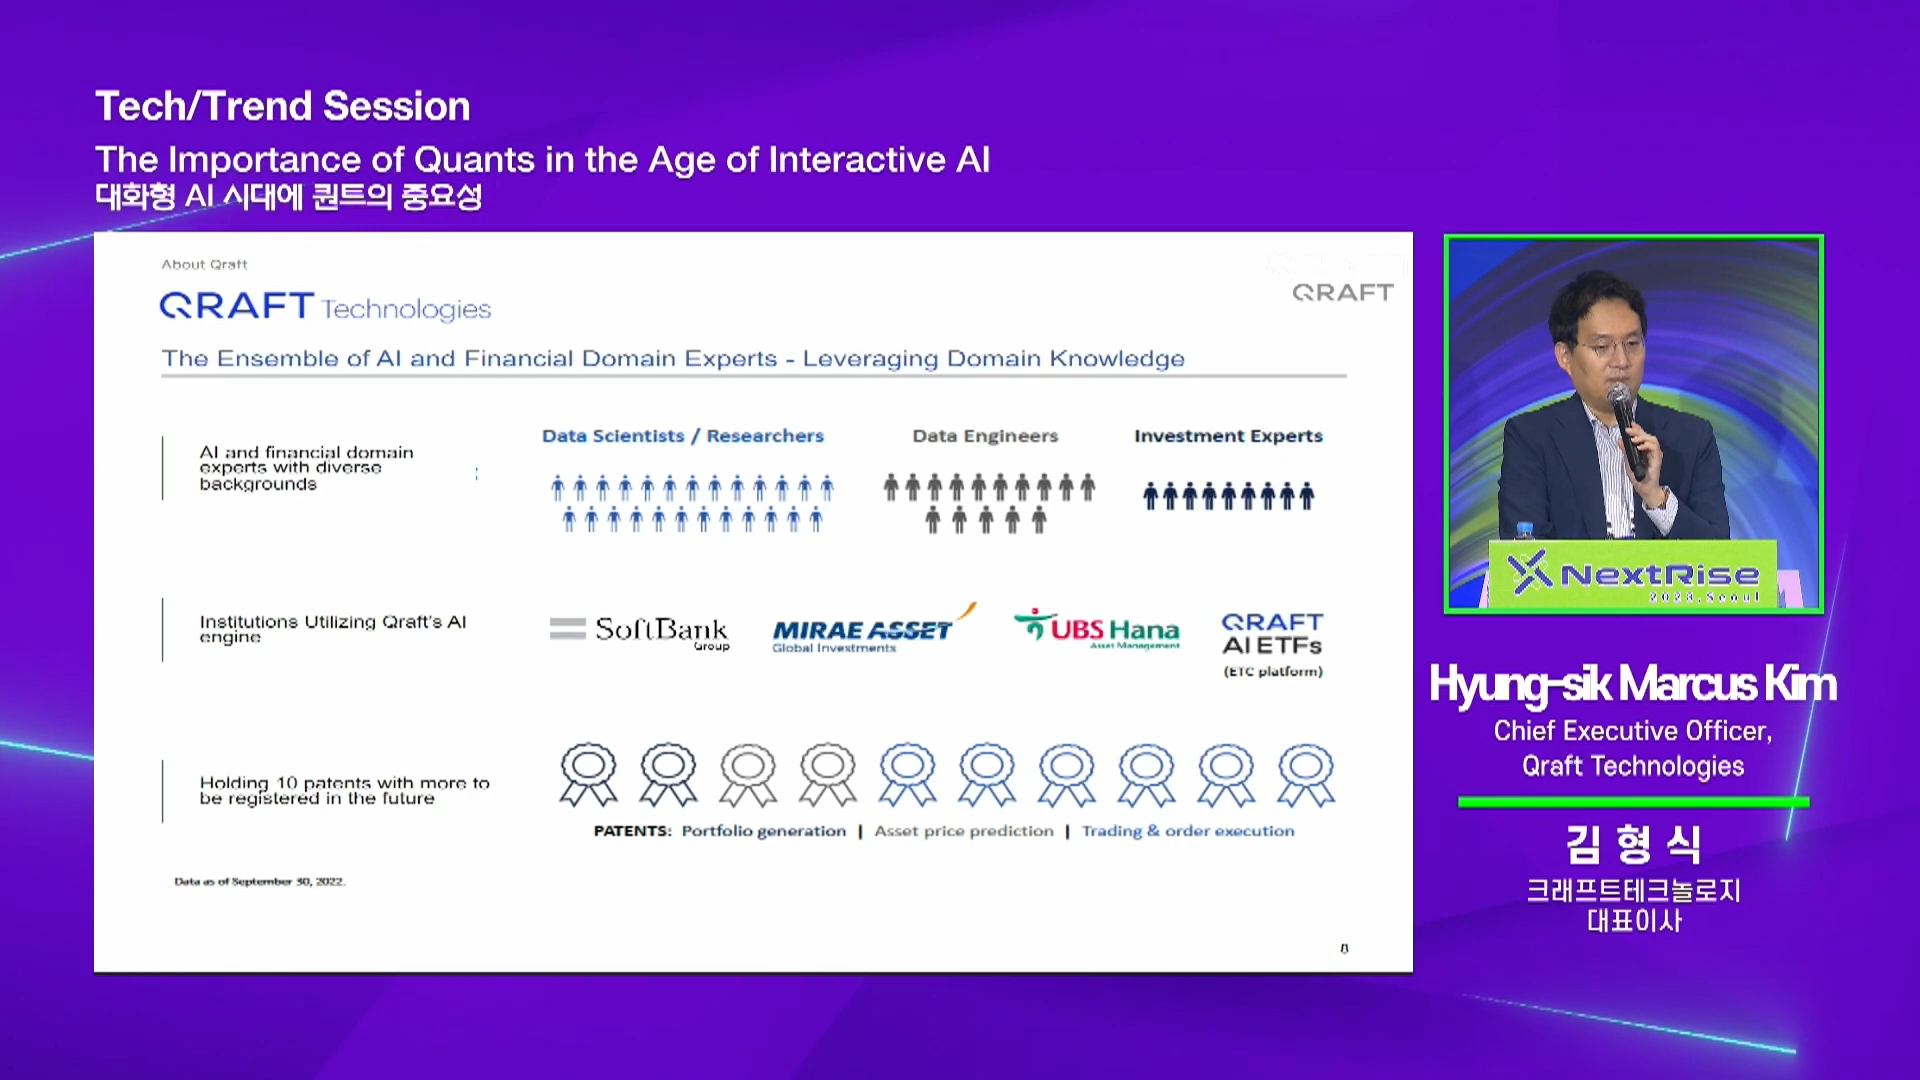 Tech/Trend Session
The Importance of Quants in the Age of Interactive AI
대화형 AI 시대에 퀀트의 중요성
About Qraft
QRAFT Technologies
QRAFT
The Ensemble of AI and Financial Domain Experts - Leveraging Domain Knowledge
AI and financial domain
experts with diverse
backgrounds
Data Scientists / Researchers
Data Engineers
Investment Experts
Institutions Utilizing Qraft's AI
engine
SoftBank
Group
MIRAE ASSET
Global Investments
UBS Hana
Asset Management
QRAFT
AI ETFs
(ETC platform)
Holding 10 patents with more to
be registered in the future
PATENTS: Portfolio generation | Asset price prediction | Trading & order execution
Data as of September 30, 2022.
8
NextRise
2023, Seoul
Hyung-sik Marcus Kim
Chief Executive Officer,
Qraft Technologies
김 형 식
크래프트테크놀로지
대표이사